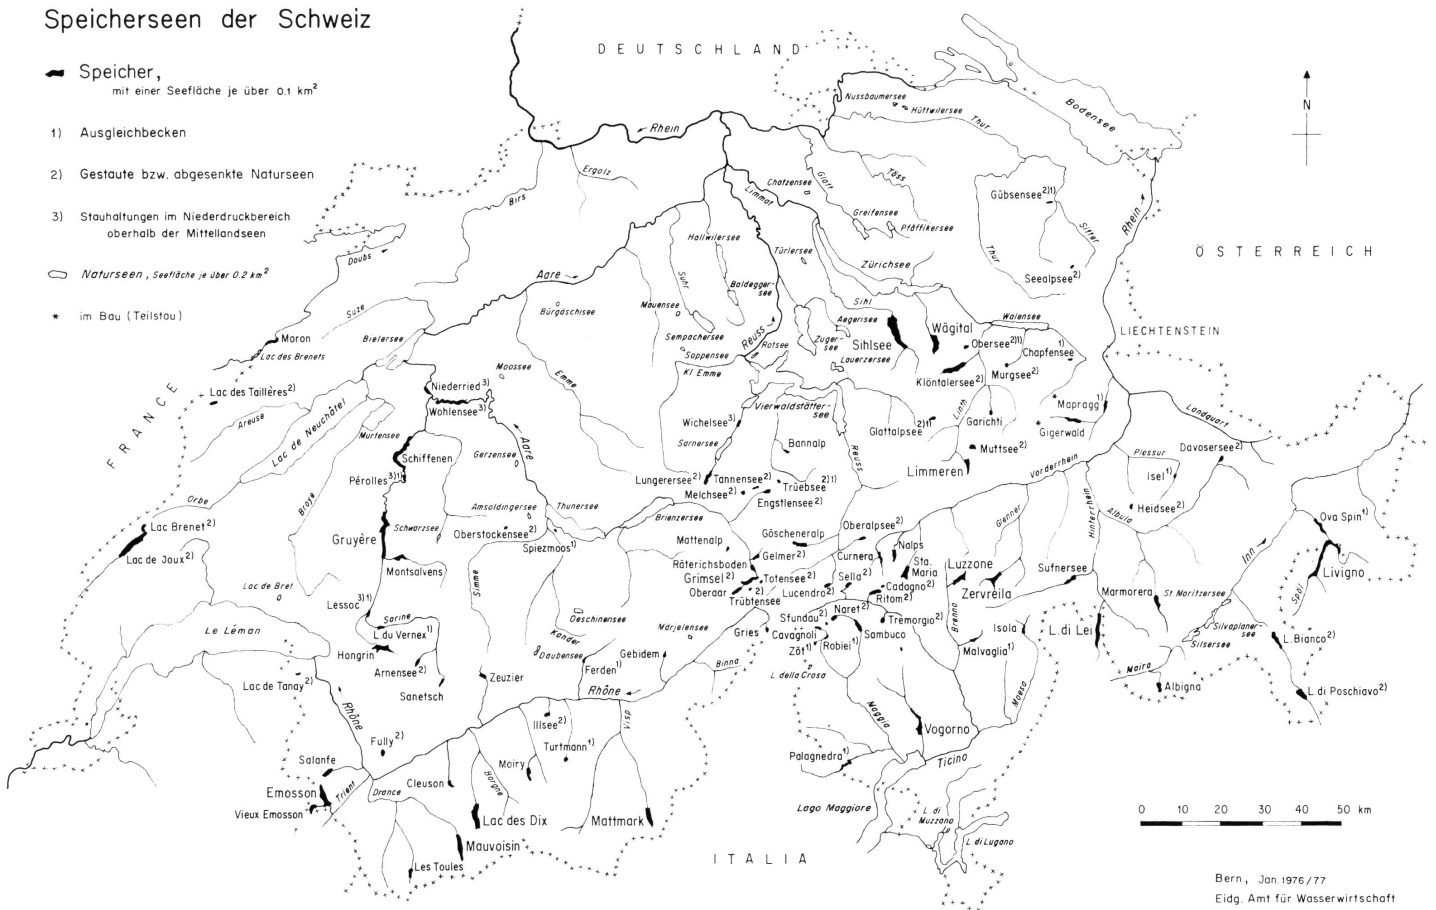 Speicherseen der Schweiz
Speicher,
mit einer Seefläche je über 0.1 km²
1) Ausgleichbecken
2) Gestaute bzw. abgesenkte Naturseen
3) Stauhaltungen im Niederdruckbereich
oberhalb der Mittellandseen
Naturseen, Seefläche je über 0.2 km²
* im Bau (Teilstau)
DEUTSCHLAND
N
Bodensee
Nussbaumersee
Hüttwilersee
Thur
Rhein
Ergolz
Birs
Chatzensee
Glatt
Töss
Limmat
Greifensee
Pfäffikersee
Gübsensee 2)1)
Sitter
Thur
Rhein
ÖSTERREICH
Seealpsee 2)
Doubs
Hallwilersee
Türlersee
Zürichsee
Aare
Suhr
Baldegger-
see
Mauensee
Bürgäschisee
Suze
Sihl
Aegerisee
Walensee
LIECHTENSTEIN
Moron
Lac des Brenets
Bielersee
Sempachersee
Soppensee
Reuss
Rotsee
Zuger-
see
Lauerzersee
Sihlsee
Wägital
Obersee 2)1)
Chapfensee 1)
Murgsee 2)
Klöntalersee 2)
Kl. Emme
Moossee
Emme
FRANCE
Lac des Taillères 2)
Areuse
Lac de Neuchâtel
Niederried 3)
Wohlensee 3)
Murtensee
Aare
Wichelsee 3)
Vierwaldstätter-
see
Sarnersee
Bannalp
Glattalpsee 2)1)
Linth
Garichti
* Mapragg 1)
* Gigerwald
Landquart
Davosersee 2)
Muttsee 2)
Limmeren
Vorderrhein
Plessur
Isel 1)
Heidsee 2)
Albula
Hinterrhein
Glenner
Reuss
Schiffenen
Gerzensee
Pérolles 3)1)
Lungerersee 2)
Tannensee 2)
Melchsee 2)
Trüebsee 2)1)
Engstlensee 2)
Orbe
Broye
Amsoldingersee
Thunersee
Brienzersee
Lac Brenet 2)
Lac de Joux 2)
Schwarzsee
Gruyère
Oberstockensee 2)
Spiezmoos 1)
Mattenalp
Göscheneralp
Oberalpsee 2)
Gelmer 2)
Curnera
Nalps
Sta.
Maria
Luzzone
Zervreila
Sufnersee
Ova Spin 1)
Inn
Livigno
Spöl
Montsalvens
Räterichsboden
Grimsel 2)
Oberaar
Totensee 2)
Trübtensee 2)
Sella 2)
Lucendro 2)
Cadagno 2)
Ritom 2)
Marmorera
St. Moritzersee
Lac de Bret
Lessoc 3)1)
Simme
Sarine
Oeschinensee
Kander
Daubensee
Märjelensee
Gries
Sfundau 2)
Naret 2)
Tremorgio 2)
Cavagnoli
Zöt 1)
Robiei 1)
Sambuco
Brenno
Isola
Malvaglia 1)
L. di Lei
Silvaplaner-
see
Silsersee
L. Bianco 2)
Le Léman
L. du Vernex 1)
Hongrin
Arnensee 2)
Sanetsch
Zeuzier
Ferden 1)
Gebidem
Binna
L. della Crosa
Moesa
Maira
Albigna
L. di Poschiavo 2)
Lac de Tanay 2)
Rhône
Rhône
Visp
Illsee 2)
Turtmann 1)
Maggia
Vogorno
Fully 2)
Salanfe
Moiry
Palagnedra 1)
Ticino
Emosson
Vieux Emosson
Trient
Drance
Cleuson
Borgne
Lac des Dix
Mattmark
Lago Maggiore
L. di
Muzzano
L. di Lugano
0 10 20 30 40 50 km
Mauvoisin
Les Toules
ITALIA
Bern, Jan. 1976/77
Eidg. Amt für Wasserwirtschaft